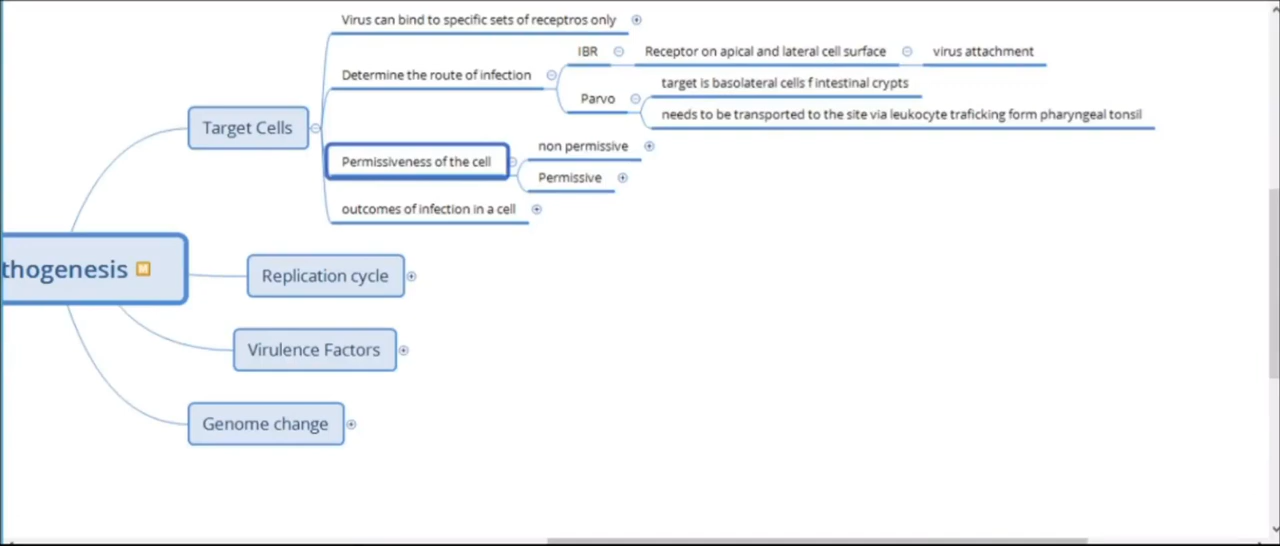 Virus can bind to specific sets of receptros only
IBR
Receptor on apical and lateral cell surface
virus attachment
Determine the route of infection
target is basolateral cells f intestinal crypts
Parvo
needs to be transported to the site via leukocyte traficking form pharyngeal tonsil
Target Cells
non permissive
Permissiveness of the cell
Permissive
outcomes of infection in a cell
thogenesis
Replication cycle
Virulence Factors
Genome change